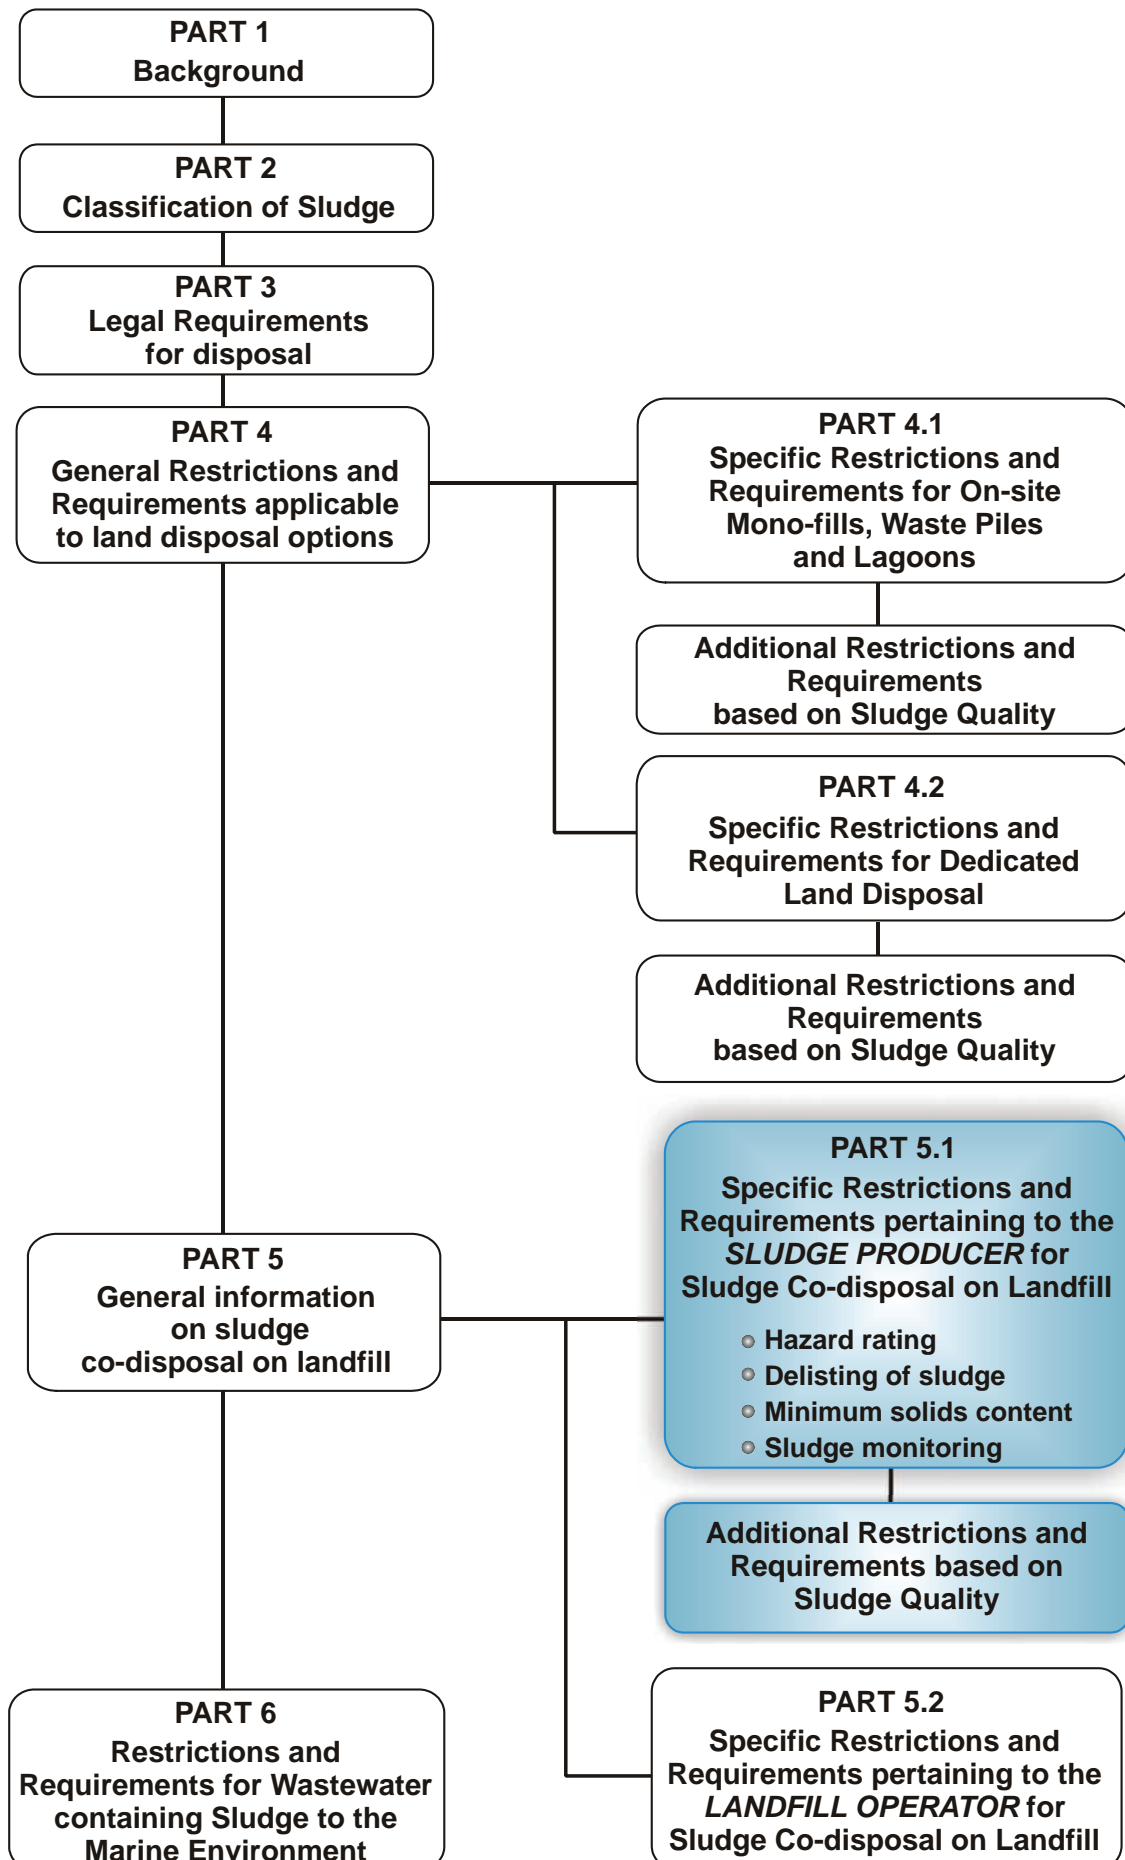 PART 1
Background
PART 2
Classification of Sludge
PART 3
Legal Requirements
for disposal
PART 4
General Restrictions and
Requirements applicable
to land disposal options
PART 4.1
Specific Restrictions and
Requirements for On-site
Mono-fills, Waste Piles
and Lagoons
Additional Restrictions and
Requirements
based on Sludge Quality
PART 4.2
Specific Restrictions and
Requirements for Dedicated
Land Disposal
Additional Restrictions and
Requirements
based on Sludge Quality
PART 5
General information
on sludge
co-disposal on landfill
PART 5.1
Specific Restrictions and
Requirements pertaining to the
SLUDGE PRODUCER for
Sludge Co-disposal on Landfill
Hazard rating
Delisting of sludge
Minimum solids content
Sludge monitoring
Additional Restrictions and
Requirements based on
Sludge Quality
PART 5.2
Specific Restrictions and
Requirements pertaining to the
LANDFILL OPERATOR for
Sludge Co-disposal on Landfill
PART 6
Restrictions and
Requirements for Wastewater
containing Sludge to the
Marine Environment